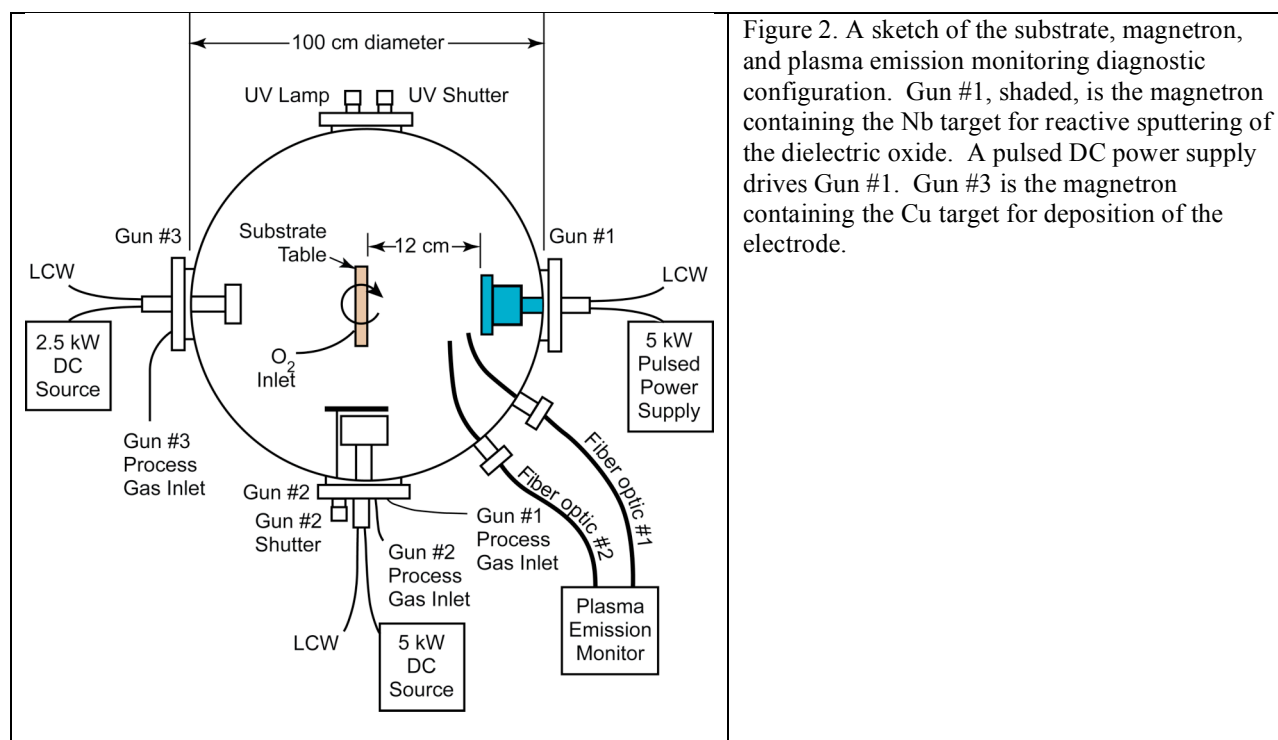 100 cm diameter
UV Lamp
UV Shutter
Gun #3
Substrate
Table
12 cm
Gun #1
LCW
LCW
2.5 kW
DC
Source
O2
Inlet
5 kW
Pulsed
Power
Supply
Gun #3
Process
Gas Inlet
Gun #2
Gun #2
Shutter
Gun #2
Process
Gas Inlet
Gun #1
Process
Gas Inlet
Fiber optic #2
Fiber optic #1
LCW
5 kW
DC
Source
Plasma
Emission
Monitor
Figure 2. A sketch of the substrate, magnetron,
and plasma emission monitoring diagnostic
configuration. Gun #1, shaded, is the magnetron
containing the Nb target for reactive sputtering of
the dielectric oxide. A pulsed DC power supply
drives Gun #1. Gun #3 is the magnetron
containing the Cu target for deposition of the
electrode.